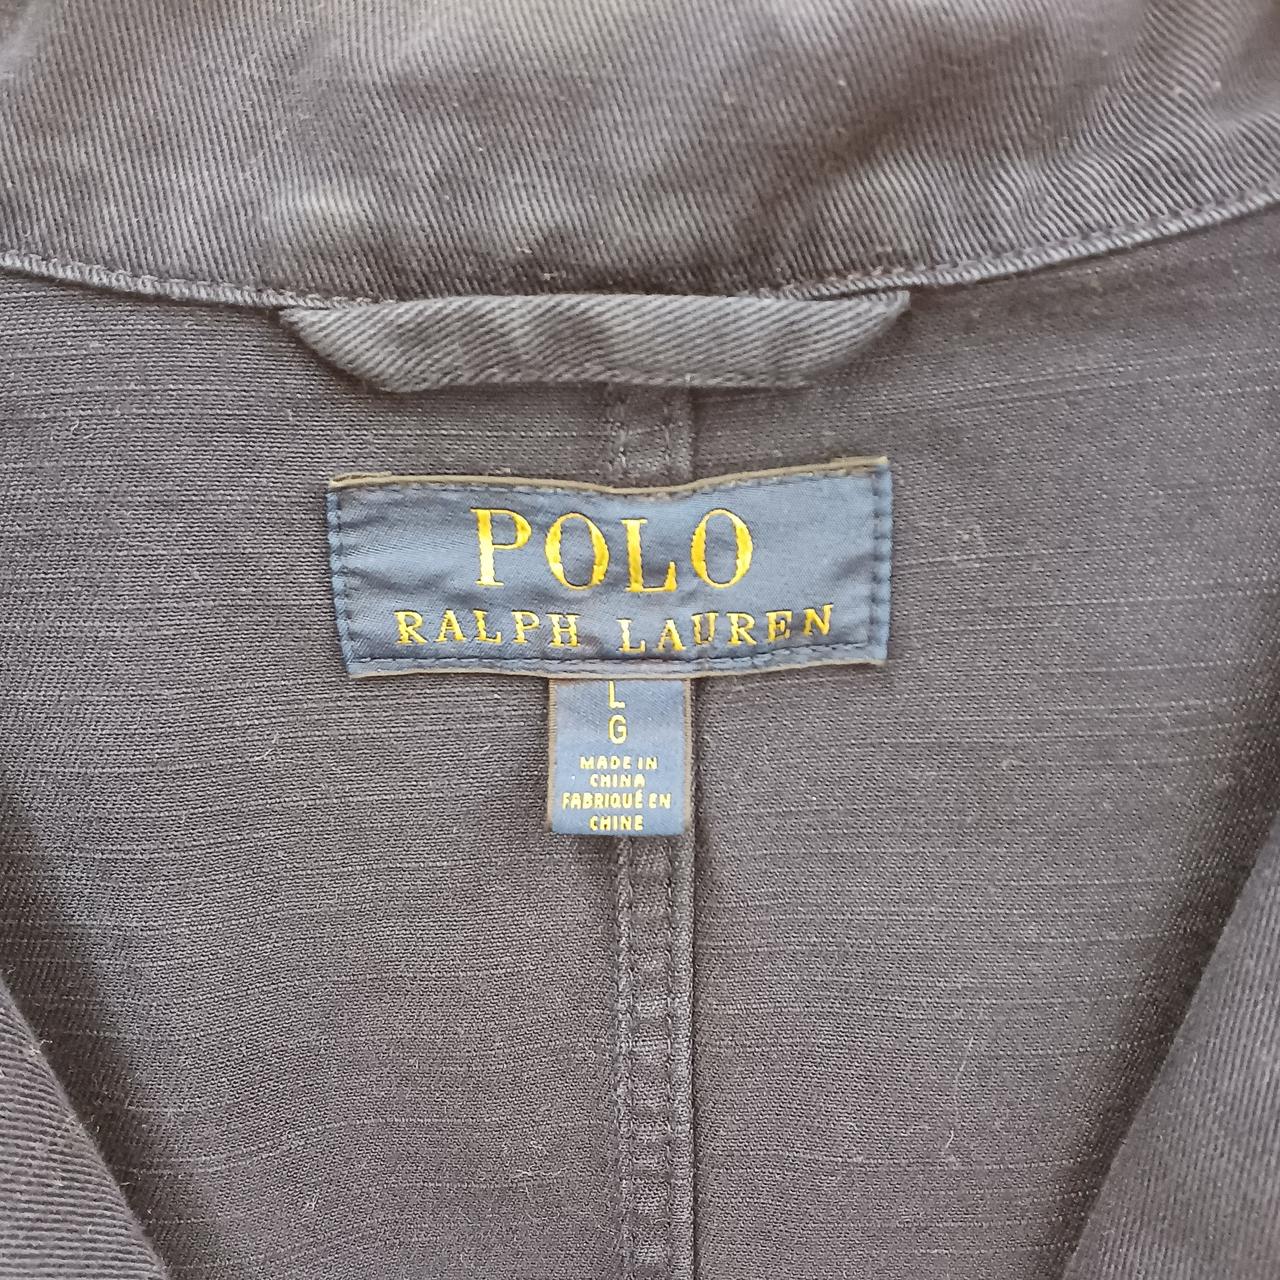 POLO
RALPH LAUREN
L
G
MADE IN
CHINA
FABRIQUÉ EN
CHINE